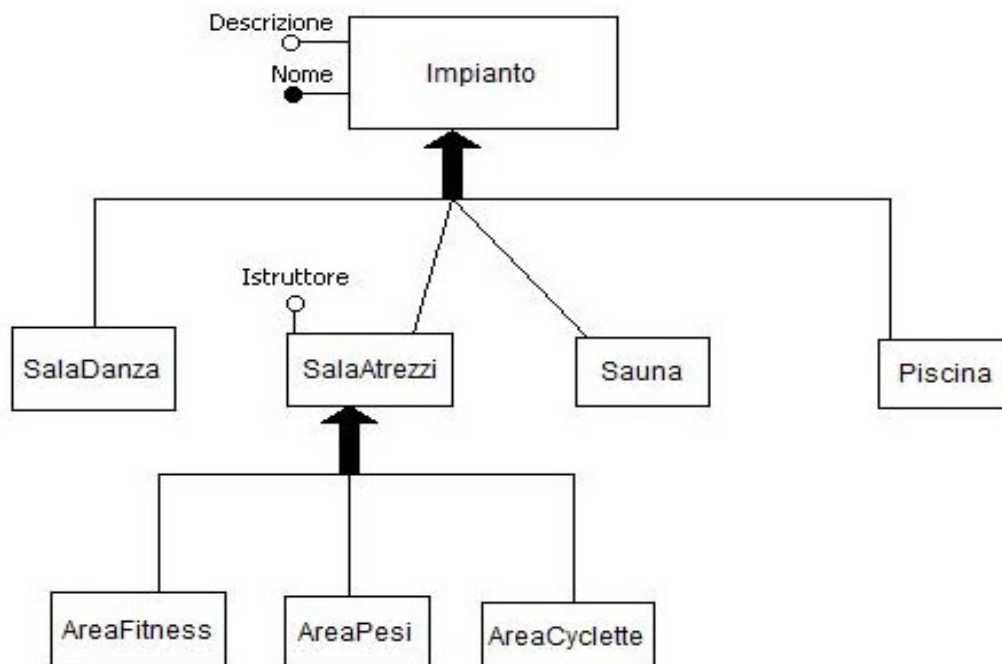 Descrizione
Nome
Impianto
Istruttore
SalaDanza
SalaAtrezzi
Sauna
Piscina
AreaFitness
AreaPesi
AreaCyclette